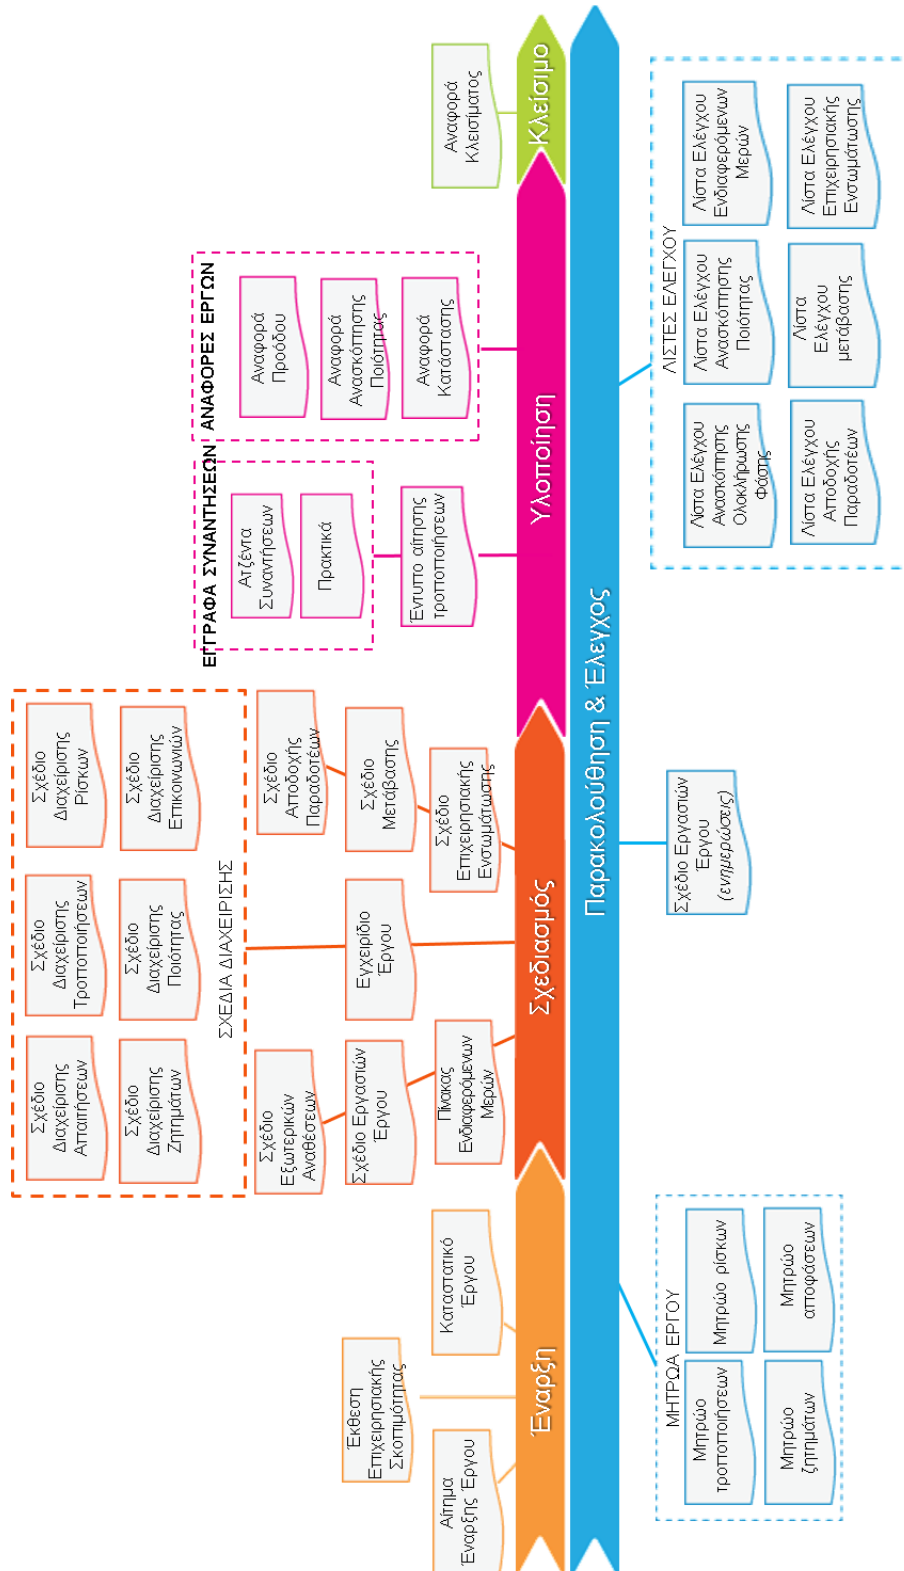 Αίτημα
Έναρξης Έργου
Έκθεση
Επιχειρησιακής
Σκοπιμότητας
Καταστατικό
Έργου
Έναρξη
ΣΧΕΔΙΑ ΔΙΑΧΕΙΡΙΣΗΣ
Σχέδιο
Διαχείρισης
Απαιτήσεων
Σχέδιο
Διαχείρισης
Τροποποιήσεων
Σχέδιο
Διαχείρισης
Ρίσκων
Σχέδιο
Διαχείρισης
Ζητημάτων
Σχέδιο
Διαχείρισης
Ποιότητας
Σχέδιο
Διαχείρισης
Επικοινωνιών
Σχέδιο
Εξωτερικών
Αναθέσεων
Σχέδιο Εργασιών
Έργου
Πίνακας
Ενδιαφερόμενων
Μερών
Εγχειρίδιο
Έργου
Σχέδιο
Αποδοχής
Παραδοτέων
Σχέδιο
Μετάβασης
Σχέδιο
Επιχειρησιακής
Ενσωμάτωσης
Σχεδιασμός
ΕΓΓΡΑΦΑ ΣΥΝΑΝΤΗΣΕΩΝ
Ατζέντα
Συναντήσεων
Πρακτικά
Έντυπο αίτησης
τροποποιήσεων
ΑΝΑΦΟΡΕΣ ΕΡΓΩΝ
Αναφορά
Προόδου
Αναφορά
Ανασκόπησης
Ποιότητας
Αναφορά
Κατάστασης
Υλοποίηση
Αναφορά
Κλεισίματος
Κλείσιμο
Παρακολούθηση & Έλεγχος
ΜΗΤΡΩΑ ΕΡΓΟΥ
Μητρώο
τροποποιήσεων
Μητρώο ρίσκων
Μητρώο
ζητημάτων
Μητρώο
αποφάσεων
Σχέδιο Εργασιών
Έργου
(ενημερώσεις)
ΛΙΣΤΕΣ ΕΛΕΓΧΟΥ
Λίστα Ελέγχου
Ανασκόπησης
Ολοκλήρωσης
Φάσης
Λίστα Ελέγχου
Ανασκόπησης
Ποιότητας
Λίστα Ελέγχου
Ενδιαφερόμενων
Μερών
Λίστα Ελέγχου
Αποδοχής
Παραδοτέων
Λίστα
Ελέγχου
μετάβασης
Λίστα Ελέγχου
Επιχειρησιακής
Ενσωμάτωσης